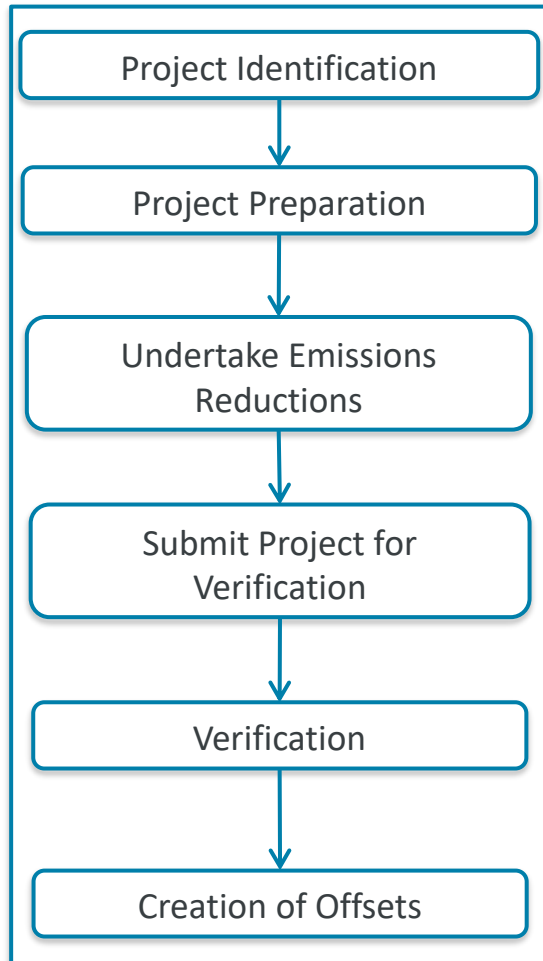 Project Identification
Project Preparation
Undertake Emissions
Reductions
Submit Project for
Verification
Verification
Creation of Offsets